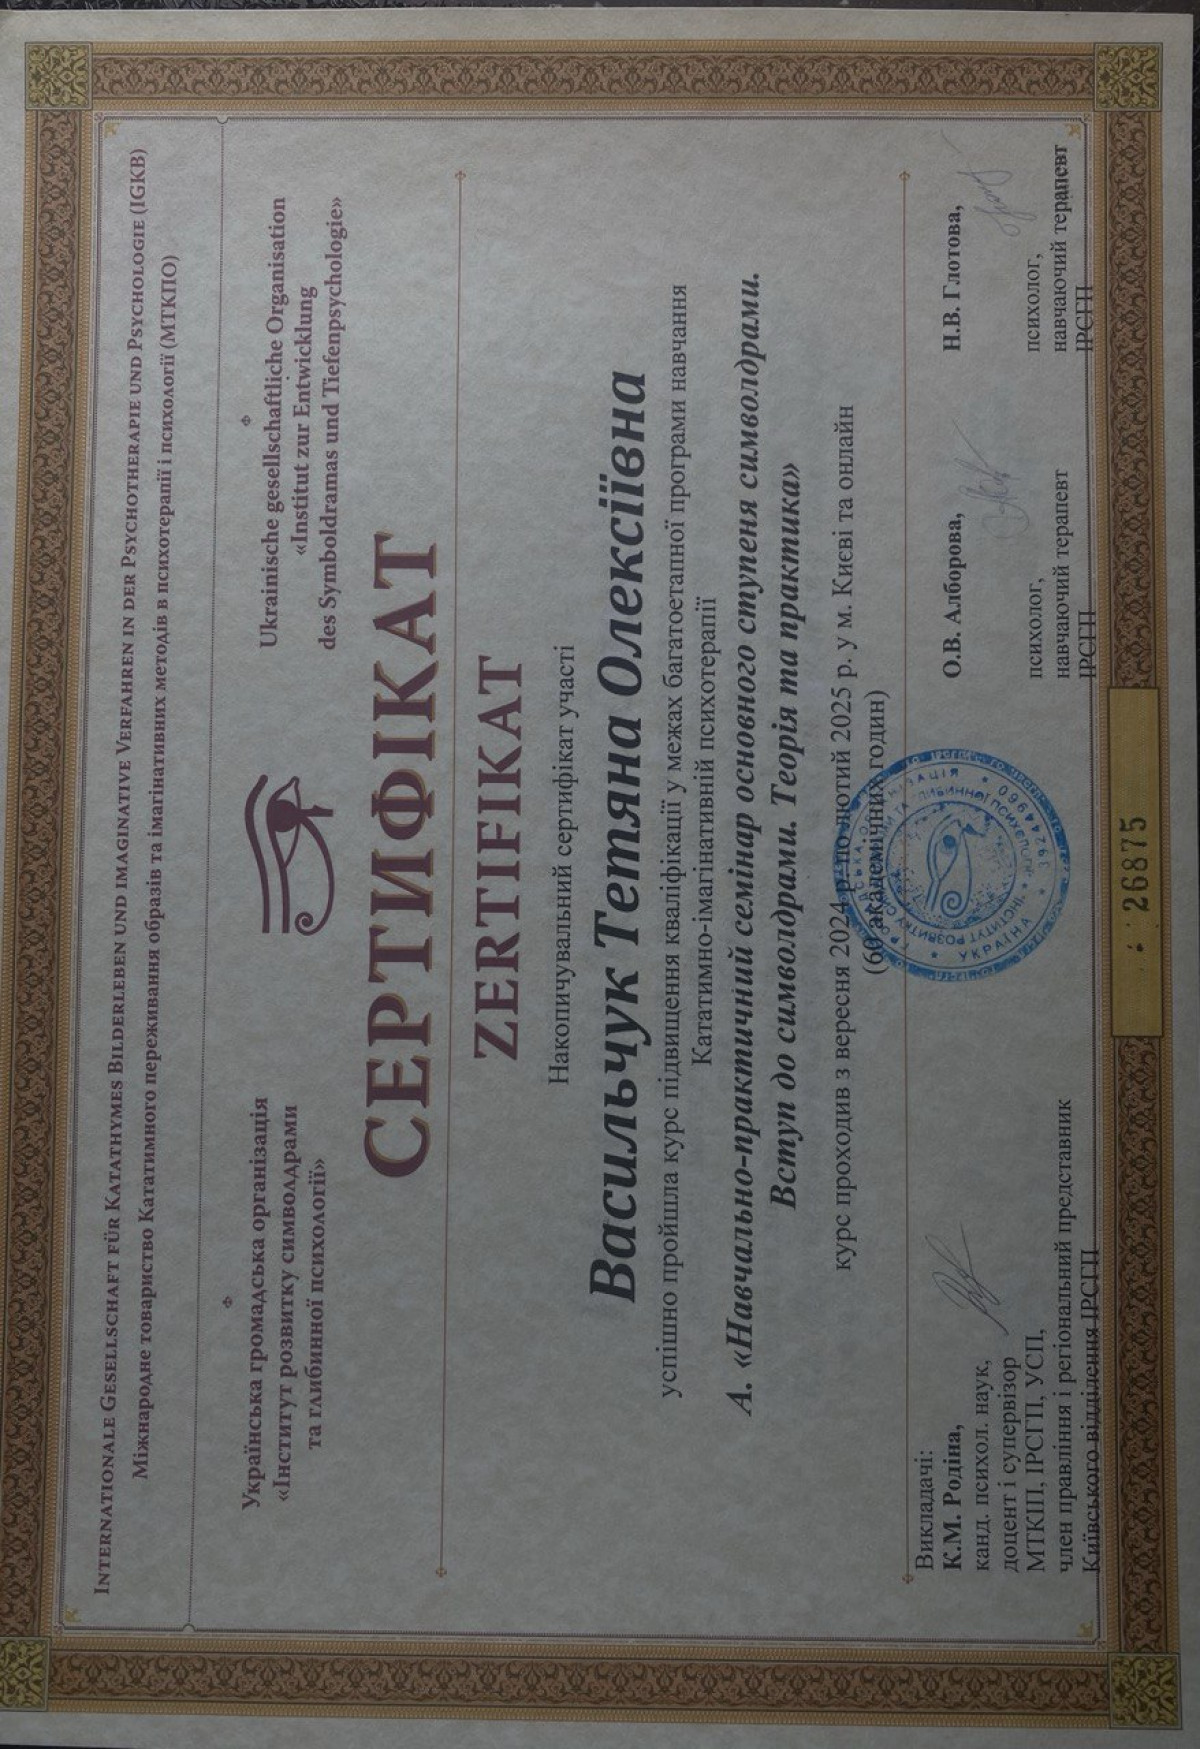 INTERNATIONALE GESELLSCHAFT FÜR KATATHYMES BILDERLEBEN UND IMAGINATIVE VERFAHREN IN DER PSYCHOTHERAPIE UND PSYCHOLOGIE (IGKB)
Міжнародне товариство Кататимного переживання образів та імагінативних методів в психотерапії і психології (МТКПО)
Українська громадська організація
«Інститут розвитку символдрами
та глибинної психології»
Ukrainische gesellschaftliche Organisation
«Institut zur Entwicklung
des Symboldramas und Tiefenpsychologie»
СЕРТИФІКАТ
ZERTIFIKAT
Накопичувальний сертифікат участі
Васильчук Тетяна Олексіївна
успішно пройшла курс підвищення кваліфікації у межах багатоетапної програми навчання
Кататимно-імагінативній психотерапії
А. «Навчально-практичний семінар основного ступеня символдрами.
Вступ до символдрами. Теорія та практика»
курс проходив з вересня 2024 р. по лютий 2025 р. у м. Києві та онлайн
(60 академічних годин)
Викладачі:
К.М. Родіна,
канд. психол. наук,
доцент і супервізор
МТКІП, ІРСГП, УСП,
член правління і регіональний представник
Київського відділення ІРСГП
О.В. Алборова,
психолог,
навчаючий терапевт
ІРСГП
Н.В. Глотова,
психолог,
навчаючий терапевт
ІРСГП
УКРАЇНА
39244960
26875